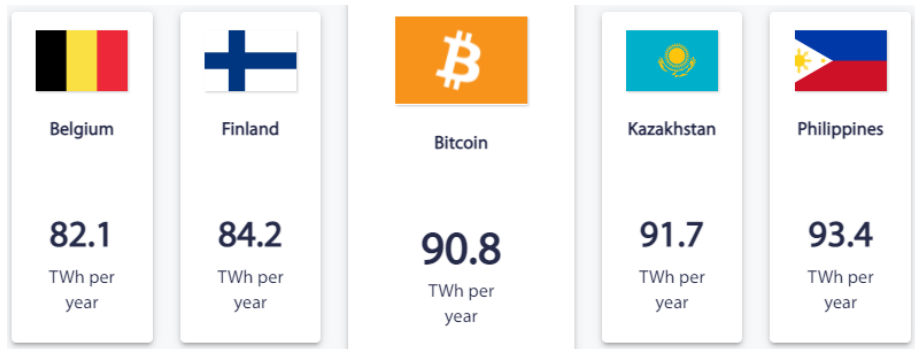 Belgium
82.1
TWh per
year
Finland
84.2
TWh per
year
Bitcoin
90.8
TWh per
year
Kazakhstan
91.7
TWh per
year
Philippines
93.4
TWh per
year